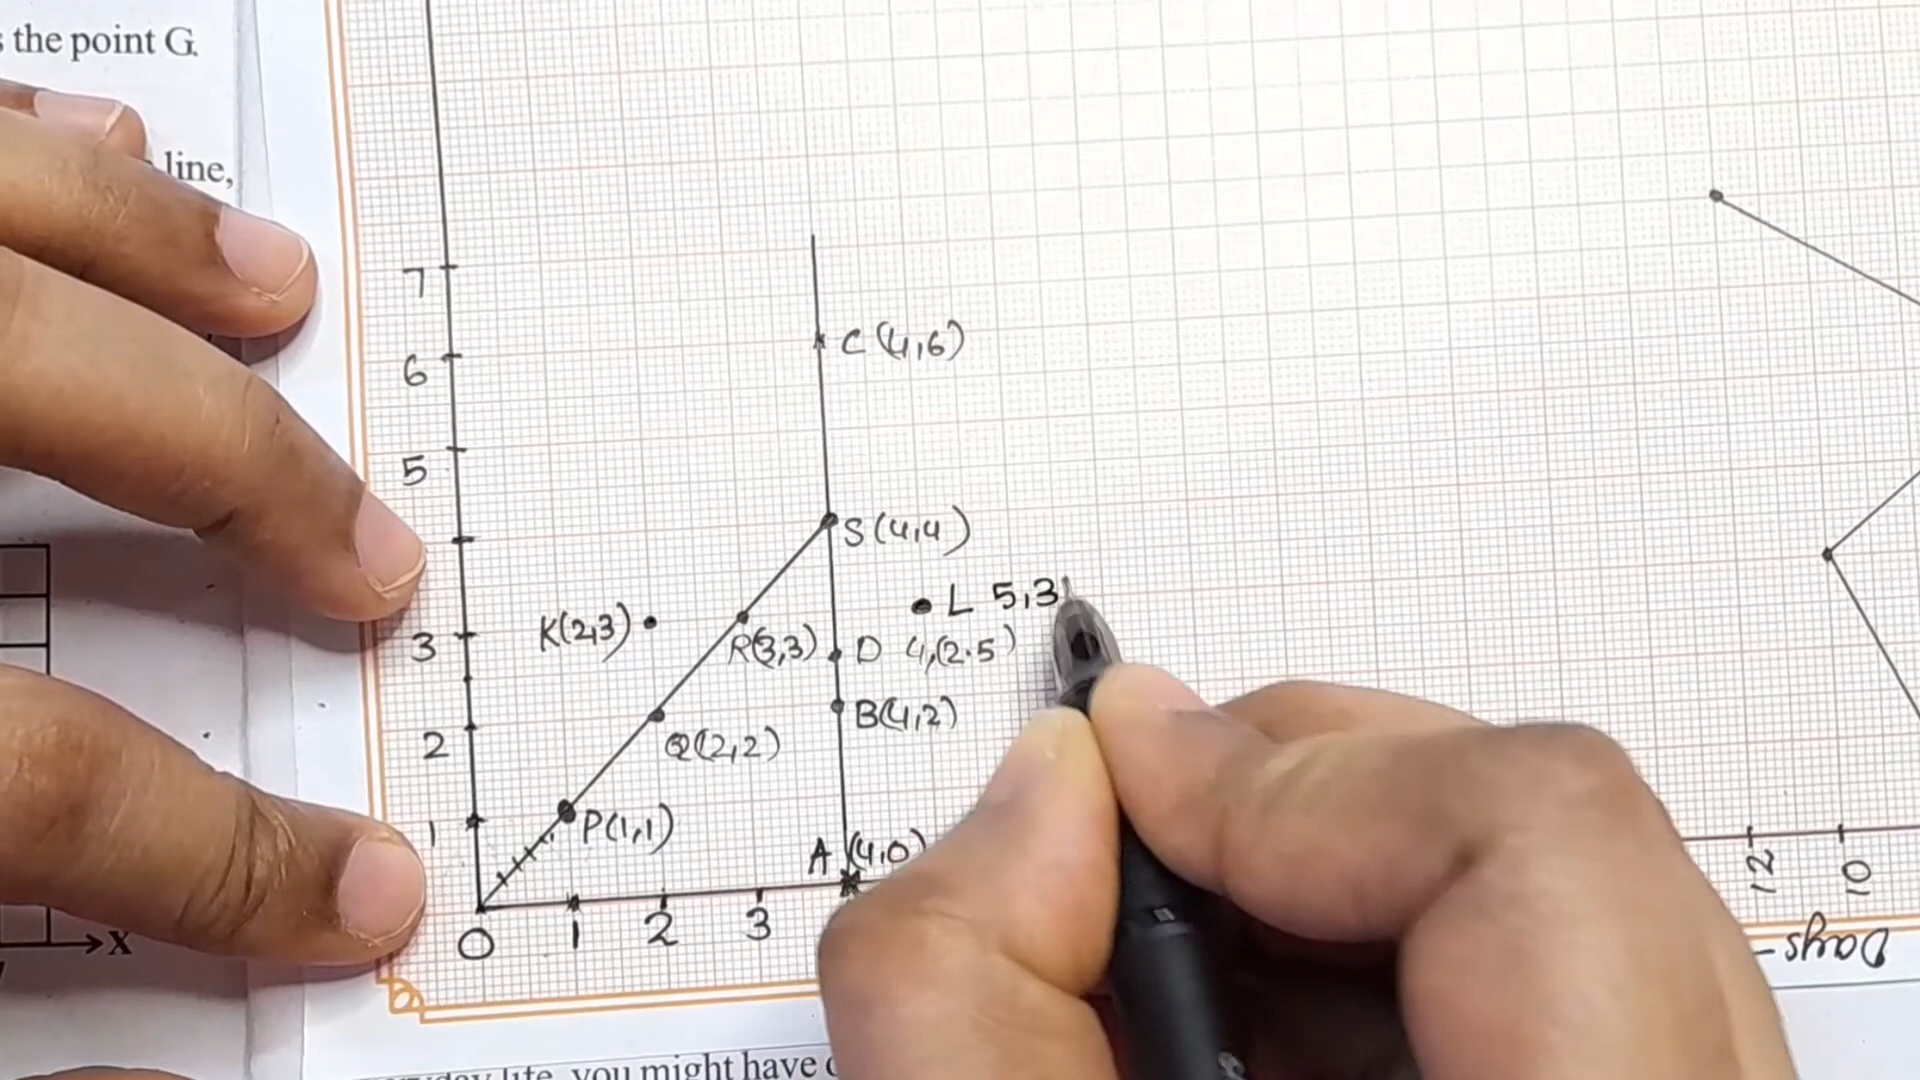 the point G.
line,
7
C (4,6)
6
5
S (4,4)
L 5,3
K(2,3)
3
R(3,3)
D 4,(2.5)
2
B(4,2)
Q(2,2)
1
P(1,1)
A (4,0)
0 1 2 3
12 10
Days-
X
life, you might have